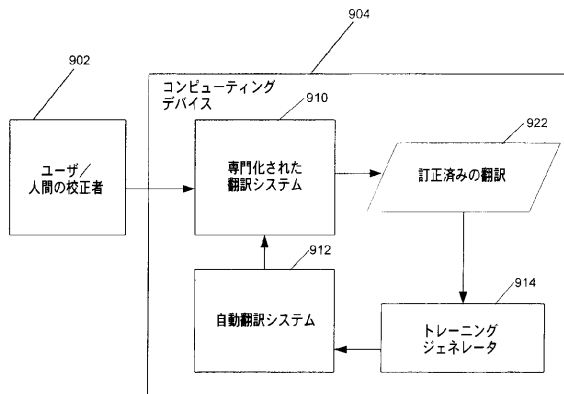 904
902
コンピューティング
デバイス
910
922
ユーザ/
人間の校正者
専門化された
翻訳システム
訂正済みの翻訳
912
914
自動翻訳システム
トレーニング
ジェネレータ